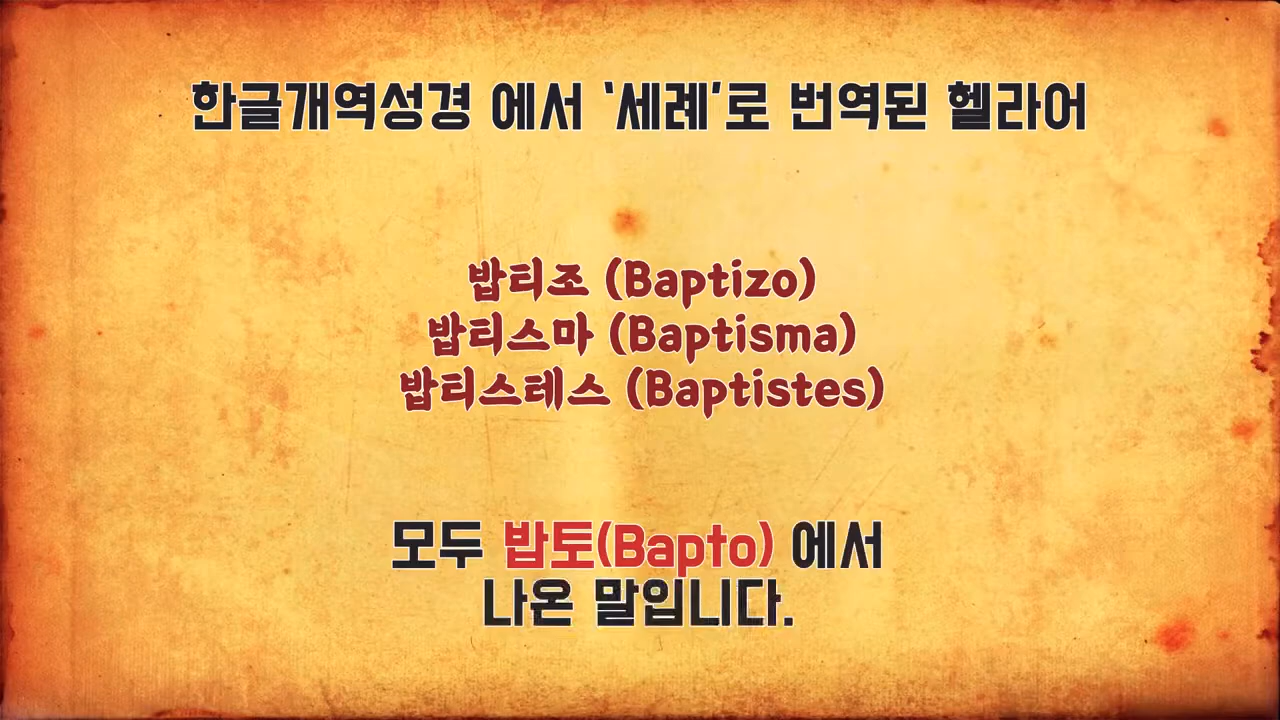 한글개역성경 에서 '세례'로 번역된 헬라어
밥티조 (Baptizo)
밥티스마 (Baptisma)
밥티스테스 (Baptistes)
모두 밥토(Bapto) 에서
나온 말입니다.